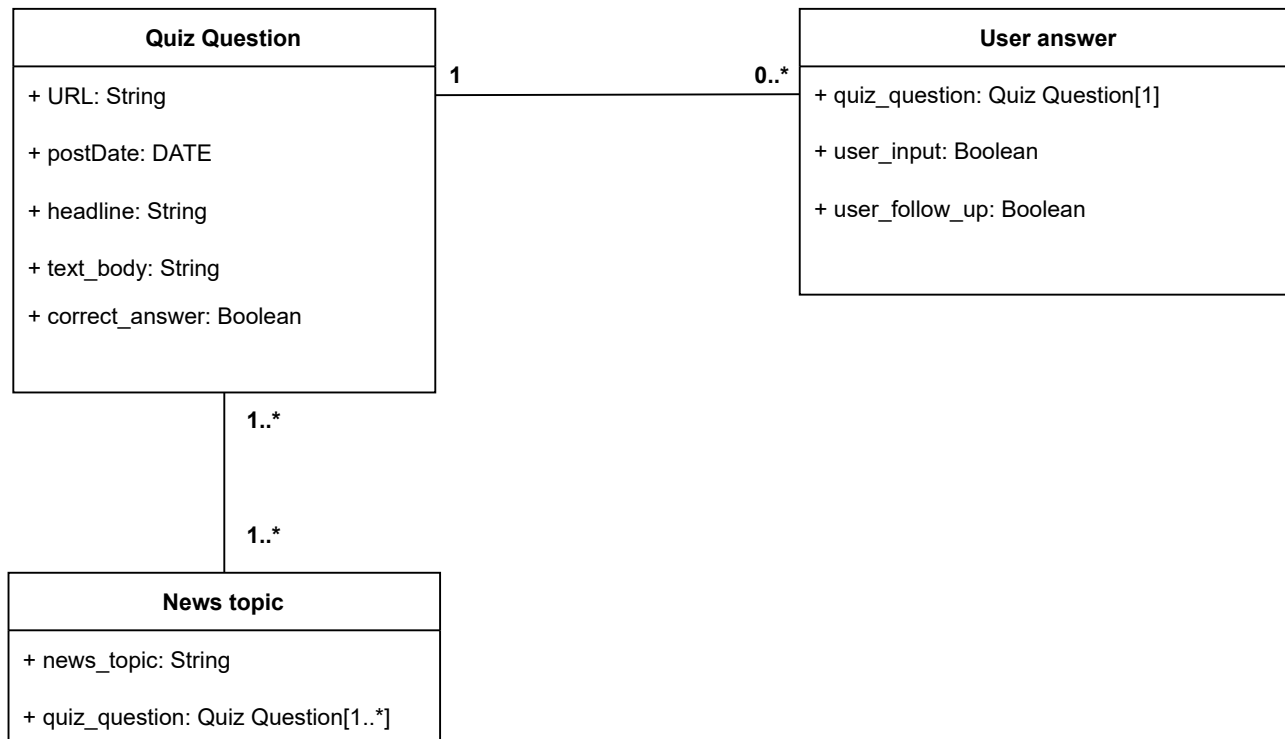 Quiz Question
+ URL: String
+ postDate: DATE
+ headline: String
+ text_body: String
+ correct_answer: Boolean
1
0..*
User answer
+ quiz_question: Quiz Question[1]
+ user_input: Boolean
+ user_follow_up: Boolean
1..*
1..*
News topic
+ news_topic: String
+ quiz_question: Quiz Question[1..*]